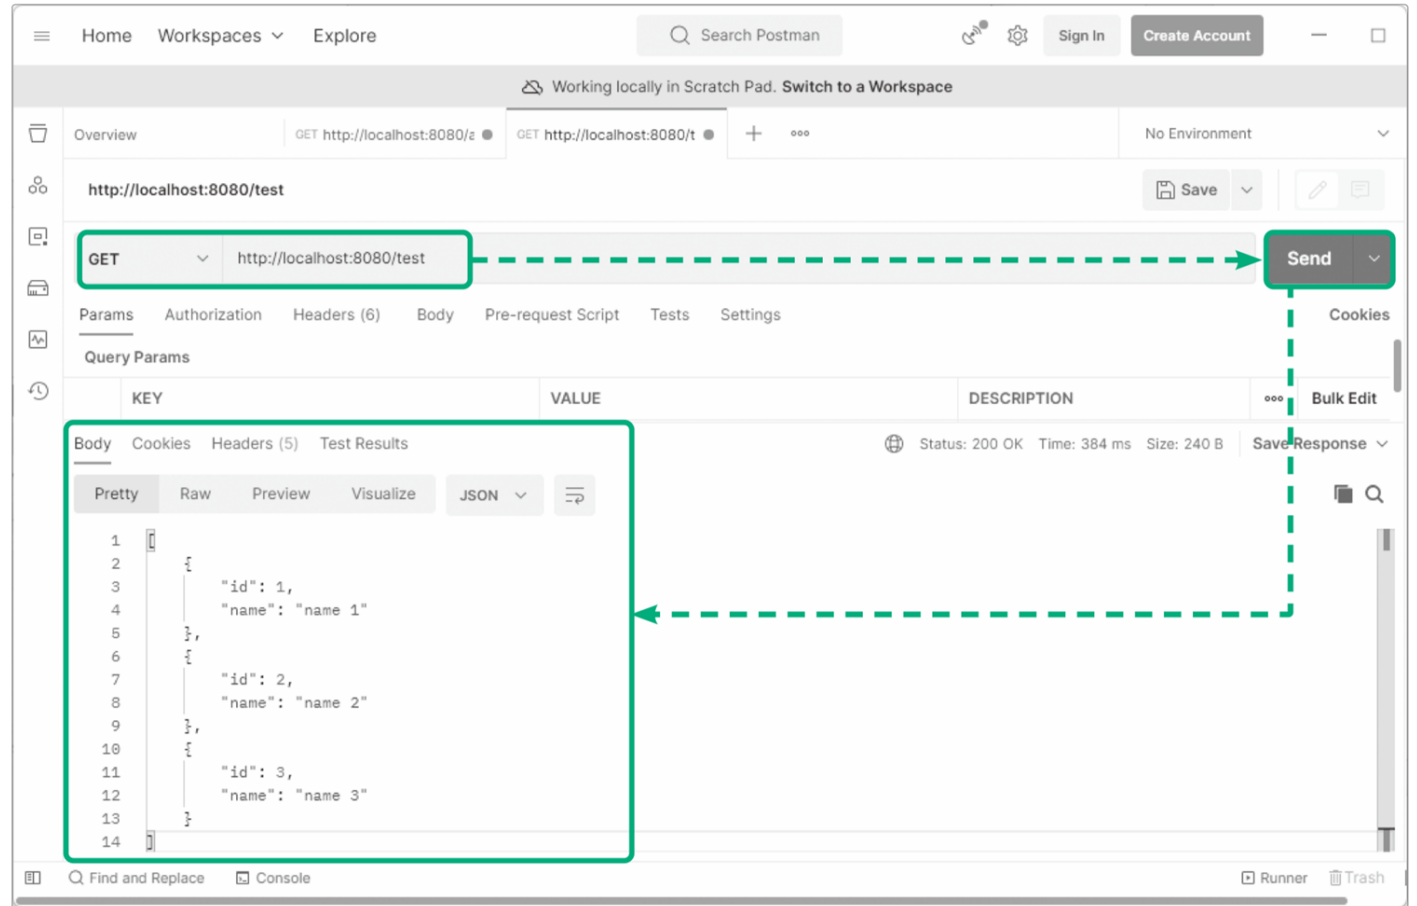 Home Workspaces Explore Search Postman Sign In Create Account
Working locally in Scratch Pad. Switch to a Workspace
Overview GET http://localhost:8080/a GET http://localhost:8080/t No Environment
http://localhost:8080/test Save
GET http://localhost:8080/test Send
Params Authorization Headers (6) Body Pre-request Script Tests Settings Cookies
Query Params
KEY VALUE DESCRIPTION Bulk Edit
Body Cookies Headers (5) Test Results Status: 200 OK Time: 384 ms Size: 240 B Save Response
Pretty Raw Preview Visualize JSON
1 [
2 {
3 "id": 1,
4 "name": "name 1"
5 },
6 {
7 "id": 2,
8 "name": "name 2"
9 },
10 {
11 "id": 3,
12 "name": "name 3"
13 }
14 ]
Find and Replace Console Runner Trash